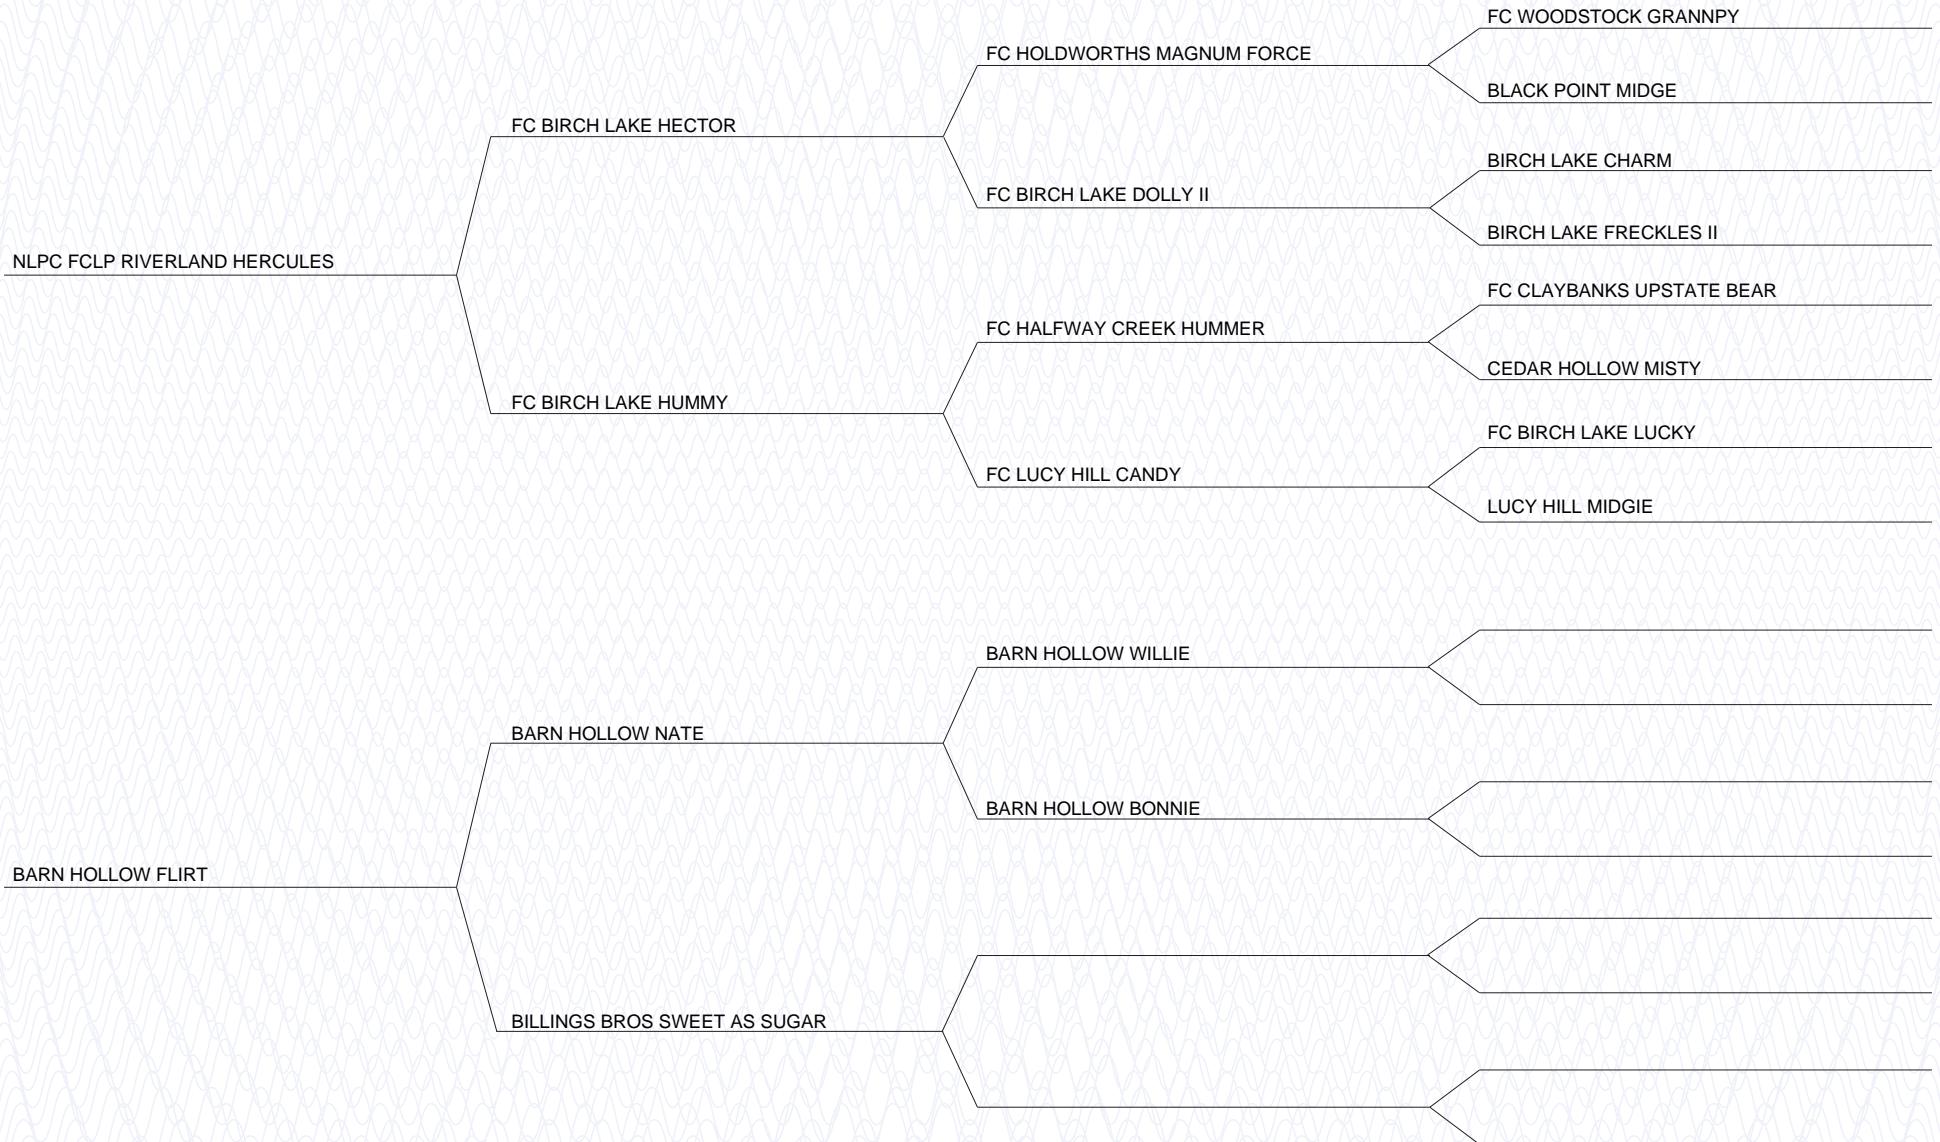 FC WOODSTOCK GRANNPY
FC HOLDWORTHS MAGNUM FORCE
BLACK POINT MIDGE
FC BIRCH LAKE HECTOR
BIRCH LAKE CHARM
FC BIRCH LAKE DOLLY II
BIRCH LAKE FRECKLES II
NLPC FCLP RIVERLAND HERCULES
FC CLAYBANKS UPSTATE BEAR
FC HALFWAY CREEK HUMMER
CEDAR HOLLOW MISTY
FC BIRCH LAKE HUMMY
FC BIRCH LAKE LUCKY
FC LUCY HILL CANDY
LUCY HILL MIDGIE
BARN HOLLOW WILLIE
BARN HOLLOW NATE
BARN HOLLOW BONNIE
BARN HOLLOW FLIRT
BILLINGS BROS SWEET AS SUGAR